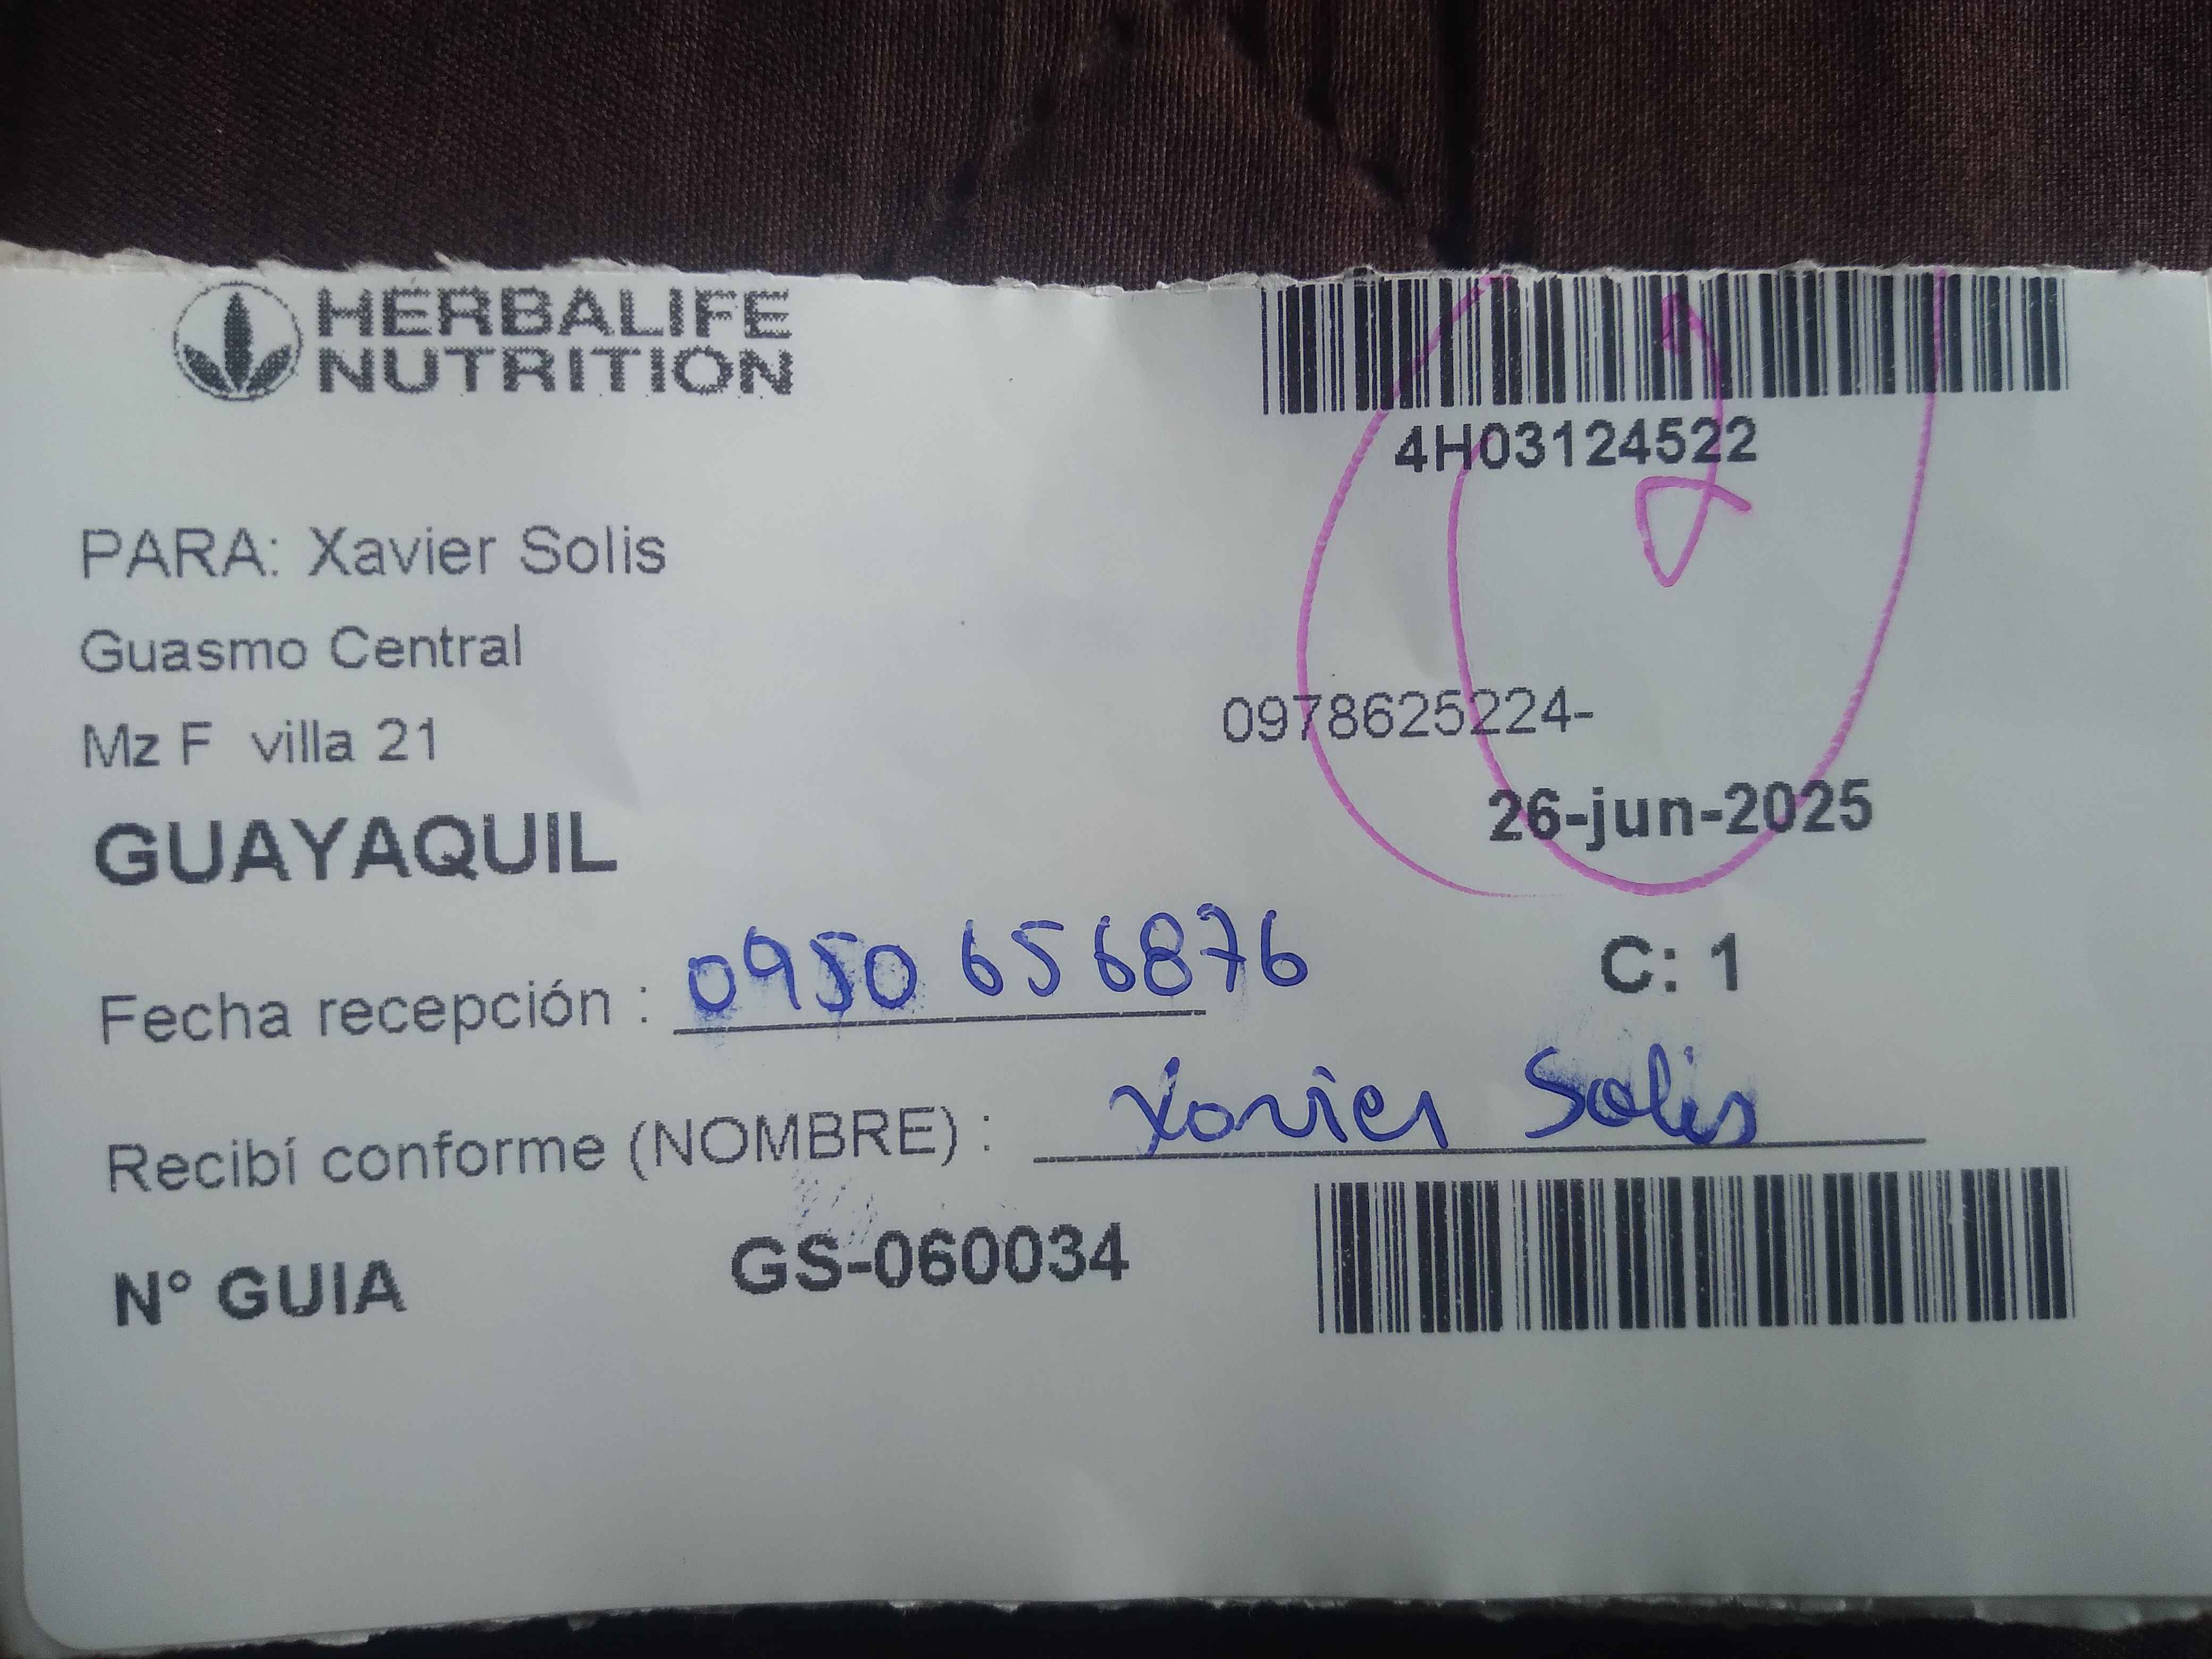 HERBALIFE
NUTRITION
4H03124522
PARA: Xavier Solis
Guasmo Central
Mz F villa 21
0978625224-
GUAYAQUIL
26-jun-2025
Fecha recepción : 0950656876
C: 1
Recibí conforme (NOMBRE) : Xavier Solis
N° GUIA GS-060034